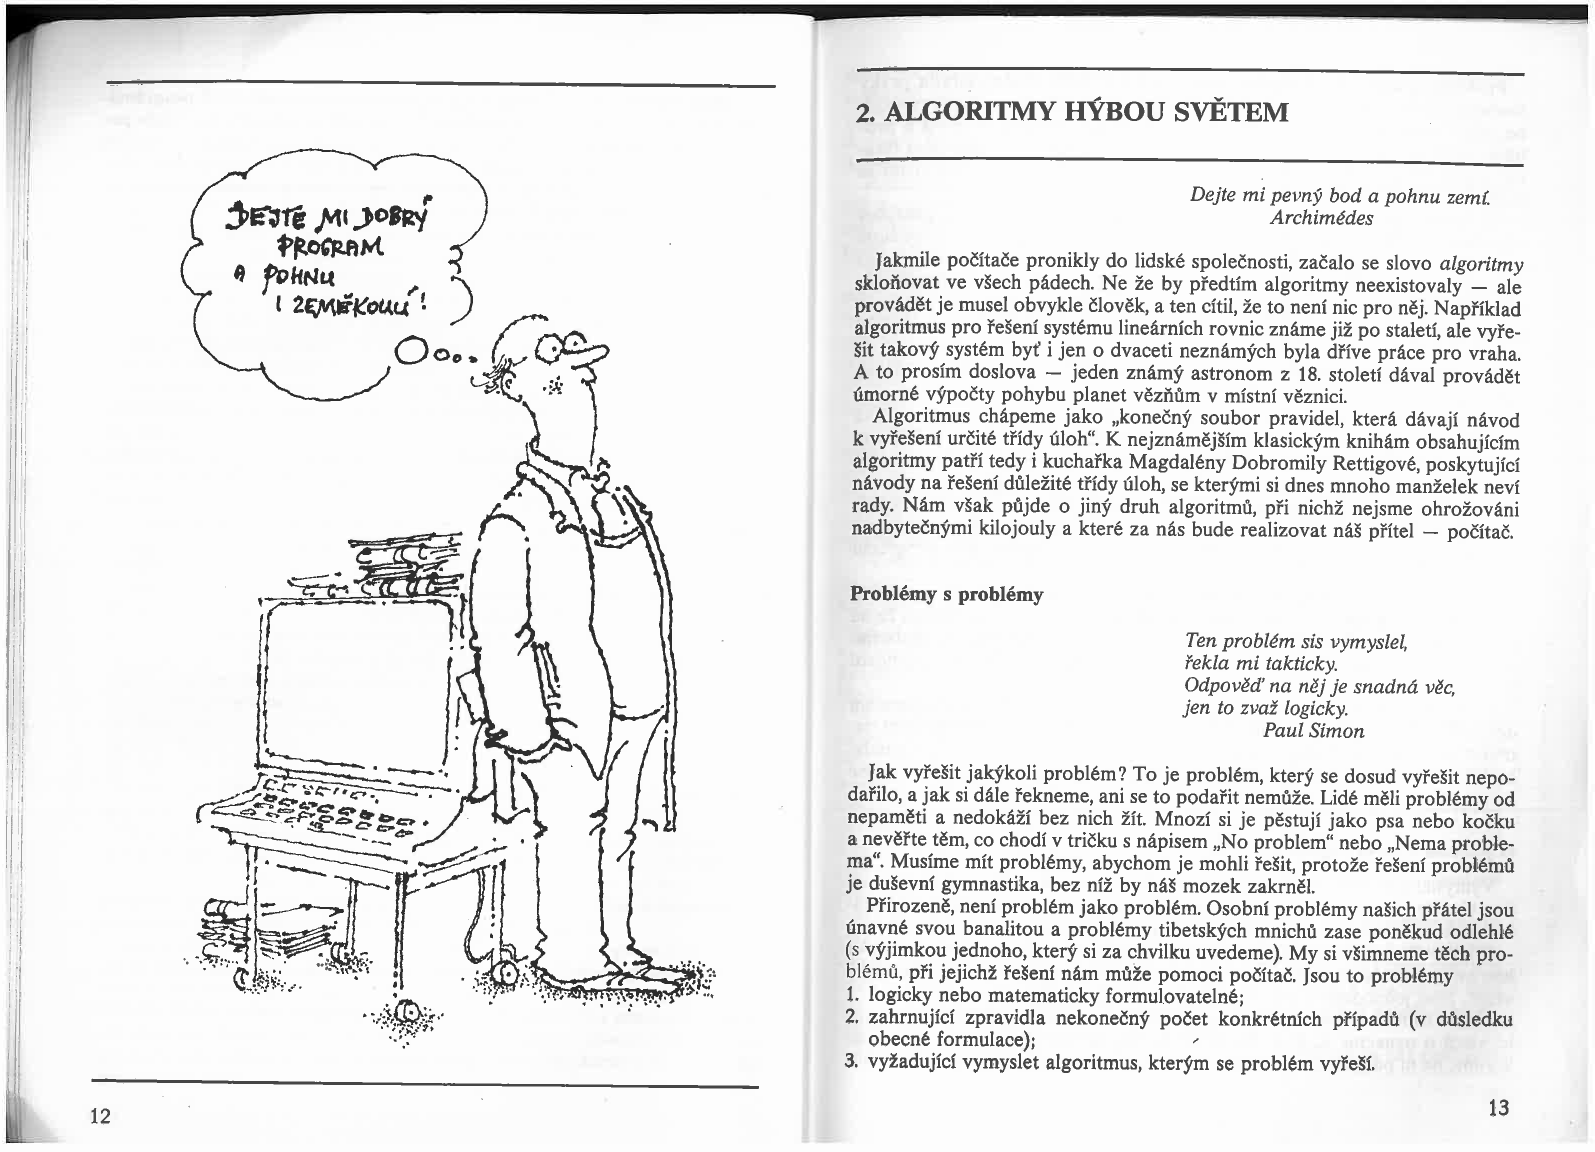 DEJTE MI DOBRÝ
PROGRAM
A POHNU
I ZEMĚKOULÍ!
12
2. ALGORITMY HÝBOU SVĚTEM
Dejte mi pevný bod a pohnu zemí.
Archimédes
Jakmile počítače pronikly do lidské společnosti, začalo se slovo algoritmy
skloňovat ve všech pádech. Ne že by předtím algoritmy neexistovaly — ale
provádět je musel obvykle člověk, a ten cítil, že to není nic pro něj. Například
algoritmus pro řešení systému lineárních rovnic známe již po staletí, ale vyře-
šit takový systém byť i jen o dvaceti neznámých byla dříve práce pro vraha.
A to prosím doslova — jeden známý astronom z 18. století dával provádět
úmorné výpočty pohybu planet vězňům v místní věznici.
Algoritmus chápeme jako „konečný soubor pravidel, která dávají návod
k vyřešení určité třídy úloh“. K nejznámějším klasickým knihám obsahujícím
algoritmy patří tedy i kuchařka Magdalény Dobromily Rettigové, poskytující
návody na řešení důležité třídy úloh, se kterými si dnes mnoho manželek neví
rady. Nám však půjde o jiný druh algoritmů, při nichž nejsme ohrožováni
nadbytečnými kilojouly a které za nás bude realizovat náš přítel — počítač.
Problémy s problémy
Ten problém sis vymyslel,
řekla mi takticky.
Odpověď na něj je snadná věc,
jen to zvaž logicky.
Paul Simon
Jak vyřešit jakýkoli problém? To je problém, který se dosud vyřešit nepo-
dařilo, a jak si dále řekneme, ani se to podařit nemůže. Lidé měli problémy od
nepaměti a nedokáží bez nich žít. Mnozí si je pěstují jako psa nebo kočku
a nevěřte těm, co chodí v tričku s nápisem „No problem“ nebo „Nema proble-
ma“. Musíme mít problémy, abychom je mohli řešit, protože řešení problémů
je duševní gymnastika, bez níž by náš mozek zakrněl.
Přirozeně, není problém jako problém. Osobní problémy našich přátel jsou
únavné svou banalitou a problémy tibetských mnichů zase poněkud odlehlé
(s výjimkou jednoho, který si za chvilku uvedeme). My si všimneme těch pro-
blémů, při jejichž řešení nám může pomoci počítač. Jsou to problémy
1. logicky nebo matematicky formulovatelné;
2. zahrnující zpravidla nekonečný počet konkrétních případů (v důsledku
obecné formulace);
3. vyžadující vymyslet algoritmus, kterým se problém vyřeší.
13